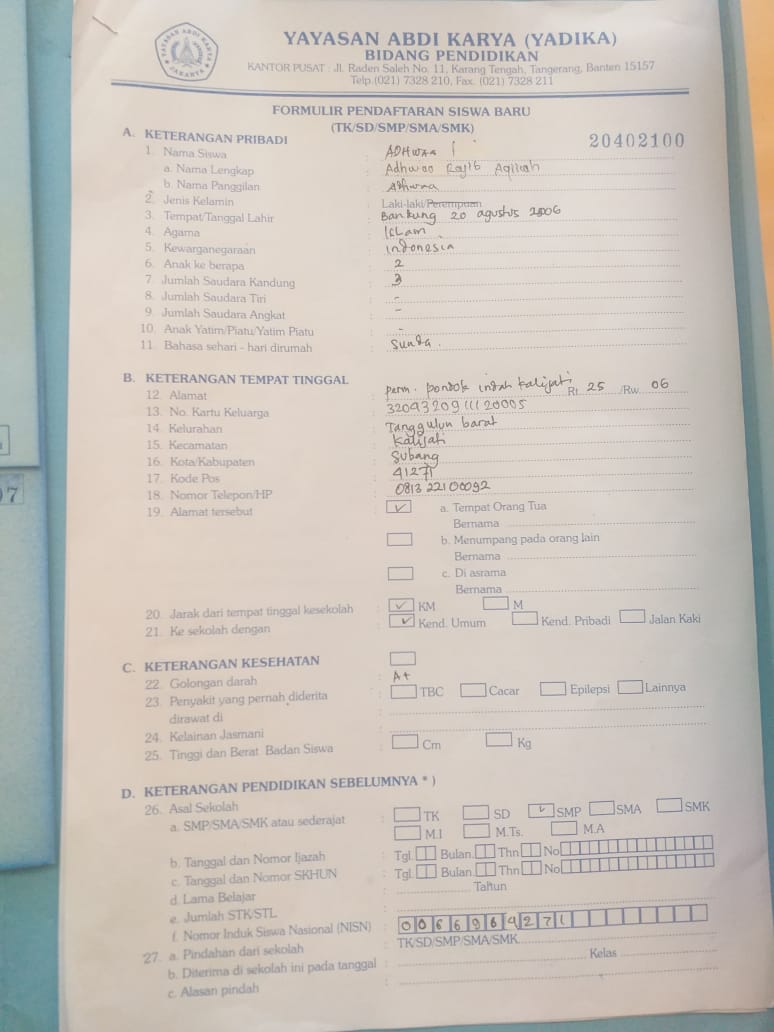 YAYASAN ABDI KARYA
JAKARTA
YAYASAN ABDI KARYA (YADIKA)
BIDANG PENDIDIKAN
KANTOR PUSAT : Jl. Raden Saleh No. 11, Karang Tengah, Tangerang, Banten 15157
Telp.(021) 7328 210, Fax. (021) 7328 211
FORMULIR PENDAFTARAN SISWA BARU
(TK/SD/SMP/SMA/SMK)
20402100
A. KETERANGAN PRIBADI
1. Nama Siswa : ADHWAA
a. Nama Lengkap : Adhwaa Rajib Aqiilah
b. Nama Panggilan : Adhwaa
2. Jenis Kelamin : Laki-laki/Perempuan
3. Tempat/Tanggal Lahir : Bandung 20 agustus 2006
4. Agama : ISLam
5. Kewarganegaraan : indonesia
6. Anak ke berapa : 2
7 Jumlah Saudara Kandung : 3
8. Jumlah Saudara Tiri : -
9. Jumlah Saudara Angkat : -
10. Anak Yatim/Piatu/Yatim Piatu : -
11. Bahasa sehari - hari dirumah : Sunda.
B. KETERANGAN TEMPAT TINGGAL
12. Alamat : perm. pondok indah kalijati Rt 25 /Rw. 06
13. No. Kartu Keluarga : 3204320911120005
14. Kelurahan : Tanggulun barat
15. Kecamatan : Kalijati
16. Kota/Kabupaten : Subang
17. Kode Pos : 41271
18. Nomor Telepon/HP : 0813 22100092
19. Alamat tersebut : a. Tempat Orang Tua
Bernama
b. Menumpang pada orang lain
Bernama
c. Di asrama
Bernama
20. Jarak dari tempat tinggal kesekolah : KM M
21. Ke sekolah dengan : Kend. Umum Kend. Pribadi Jalan Kaki
C. KETERANGAN KESEHATAN
22. Golongan darah : A+
23. Penyakit yang pernah diderita : TBC Cacar Epilepsi Lainnya
dirawat di :
24. Kelainan Jasmani :
25. Tinggi dan Berat Badan Siswa : Cm Kg
D. KETERANGAN PENDIDIKAN SEBELUMNYA * )
26. Asal Sekolah
a. SMP/SMA/SMK atau sederajat : TK SD SMP SMA SMK
M.I M.Ts. M.A
b. Tanggal dan Nomor Ijazah : Tgl. Bulan. Thn No
c. Tanggal dan Nomor SKHUN : Tgl. Bulan. Thn No
d. Lama Belajar : Tahun
e. Jumlah STK/STL :
f. Nomor Induk Siswa Nasional (NISN) : 0066964271
27. a. Pindahan dari sekolah : TK/SD/SMP/SMA/SMK
b. Diterima di sekolah ini pada tanggal : Kelas
c. Alasan pindah :